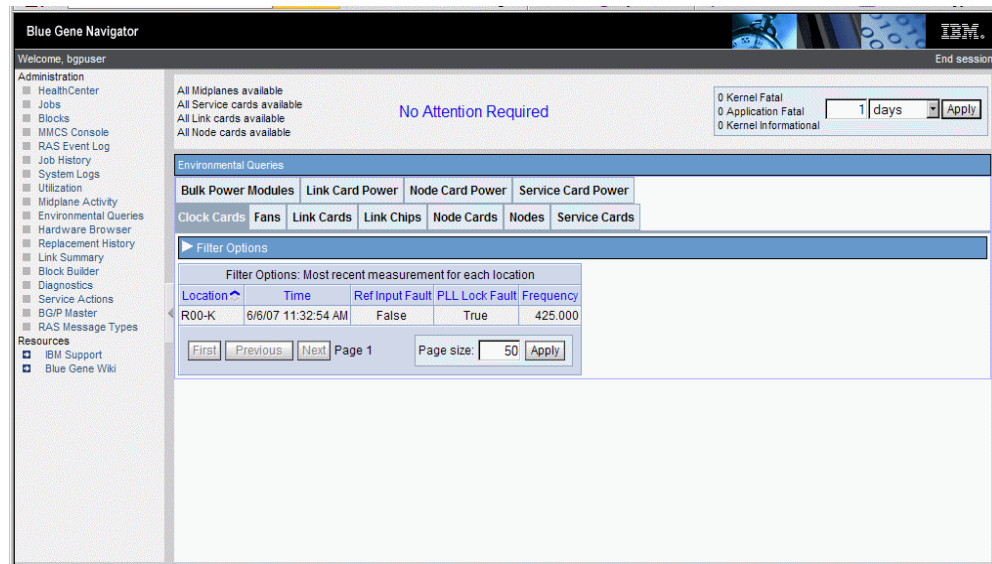 Blue Gene Navigator
IBM.
Welcome, bgpuser
End session
Administration
HealthCenter
Jobs
Blocks
MMCS Console
RAS Event Log
Job History
System Logs
Utilization
Midplane Activity
Environmental Queries
Hardware Browser
Replacement History
Link Summary
Block Builder
Diagnostics
Service Actions
BG/P Master
RAS Message Types
Resources
IBM Support
Blue Gene Wiki
All Midplanes available
All Service cards available
All Link cards available
All Node cards available
No Attention Required
0 Kernel Fatal
0 Application Fatal
0 Kernel Informational
1 days Apply
Environmental Queries
Bulk Power Modules Link Card Power Node Card Power Service Card Power
Clock Cards Fans Link Cards Link Chips Node Cards Nodes Service Cards
Filter Options
Filter Options: Most recent measurement for each location
Location Time Ref Input Fault PLL Lock Fault Frequency
R00-K 6/6/07 11:32:54 AM False True 425.000
First Previous Next Page 1 Page size: 50 Apply